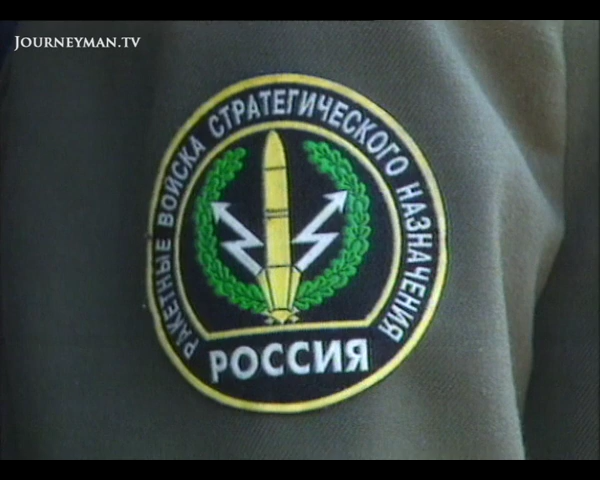 JOURNEYMAN.TV
РАКЕТНЫЕ ВОЙСКА СТРАТЕГИЧЕСКОГО НАЗНАЧЕНИЯ
РОССИЯ